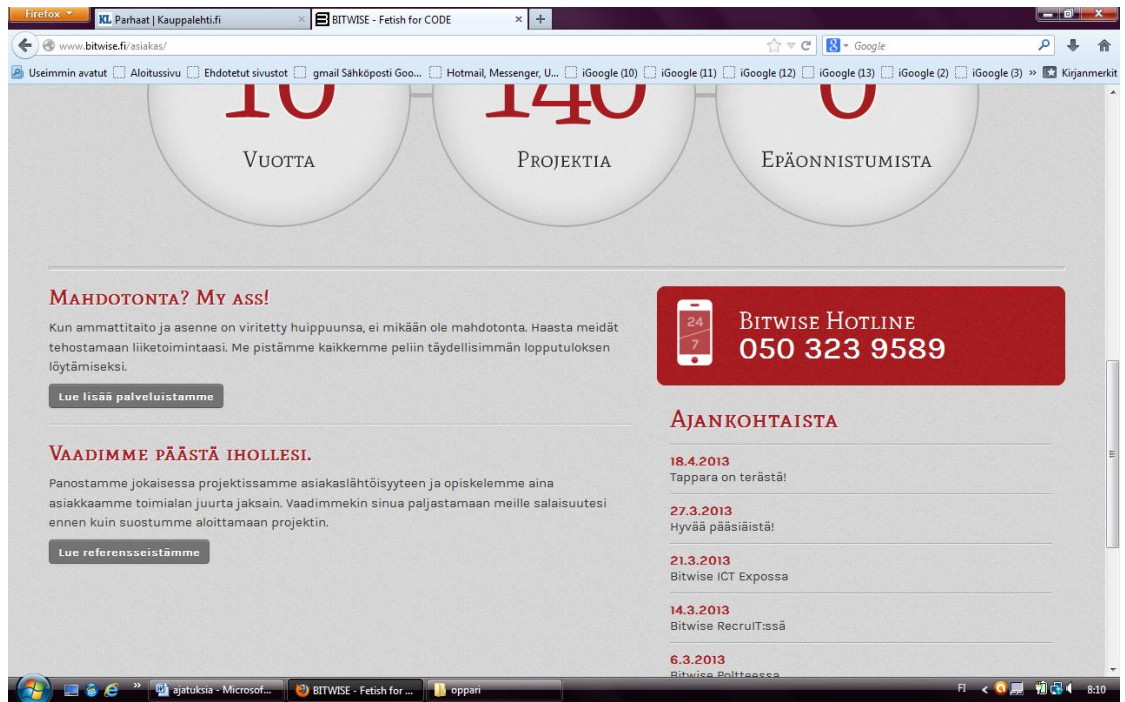 Firefox
KL Parhaat | Kauppalehti.fi
BITWISE - Fetish for CODE
www.bitwise.fi/asiakas/
Google
Useimmin avatut
Aloitussivu
Ehdotetut sivustot
gmail Sähköposti Goo...
Hotmail, Messenger, U...
iGoogle (10)
iGoogle (11)
iGoogle (12)
iGoogle (13)
iGoogle (2)
iGoogle (3)
Kirjanmerkit
10
140
0
Vuotta
Projektia
Epäonnistumista
Mahdotonta? My ass!
Kun ammattitaito ja asenne on viritetty huippuunsa, ei mikään ole mahdotonta. Haasta meidät
tehostamaan liiketoimintaasi. Me pistämme kaikkemme peliin täydellisimmän lopputuloksen
löytämiseksi.
Lue lisää palveluistamme
Vaadimme päästä ihollesi.
Panostamme jokaisessa projektissamme asiakaslähtöisyyteen ja opiskelemme aina
asiakkaamme toimialan juurta jaksain. Vaadimmekin sinua paljastamaan meille salaisuutesi
ennen kuin suostumme aloittamaan projektin.
Lue referensseistämme
24
7
Bitwise Hotline
050 323 9589
Ajankohtaista
18.4.2013
Tappara on terästä!
27.3.2013
Hyvää pääsiäistä!
21.3.2013
Bitwise ICT Expossa
14.3.2013
Bitwise RecruIT:ssä
6.3.2013
Bitwise Poltteessa
ajatuksia - Microsof...
BITWISE - Fetish for ...
oppari
FI
8:10